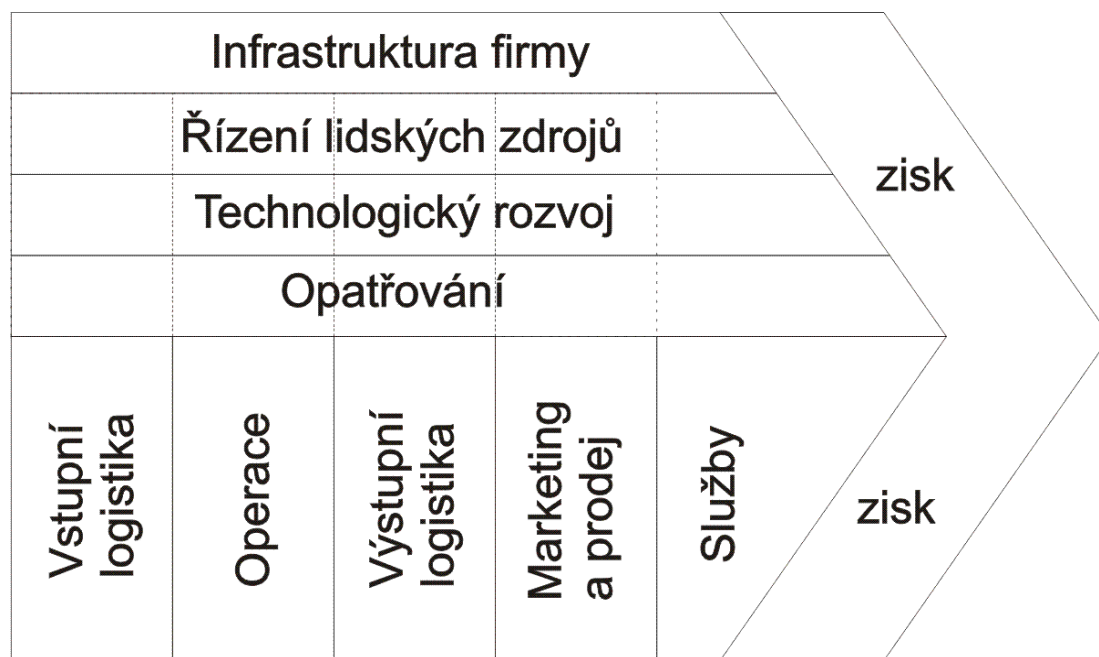 Infrastruktura firmy
Řízení lidských zdrojů
Technologický rozvoj
Opatřování
zisk
Vstupní
logistika
Operace
Výstupní
logistika
Marketing
a prodej
Služby
zisk